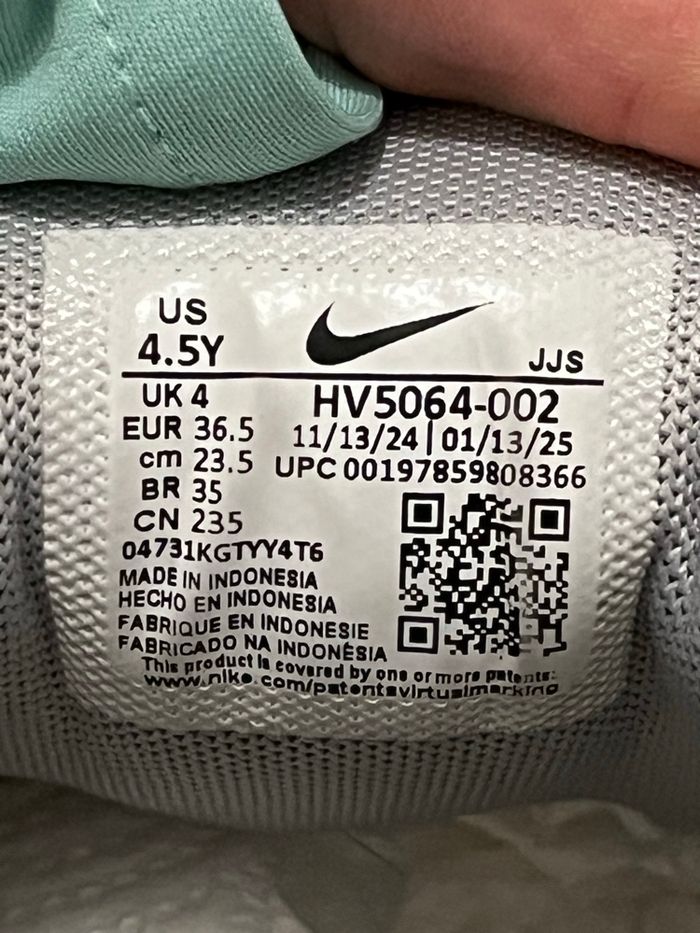 US
4.5Y
JJS
UK 4
EUR 36.5
cm 23.5
BR 35
CN 235
HV5064-002
11/13/24 | 01/13/25
UPC 00197859808366
04731KGTYY4T6
MADE IN INDONESIA
HECHO EN INDONESIA
FABRIQUE EN INDONESIE
FABRICADO NA INDONÉSIA
This product is covered by one or more patents:
www.nike.com/patentsvirtualmarking